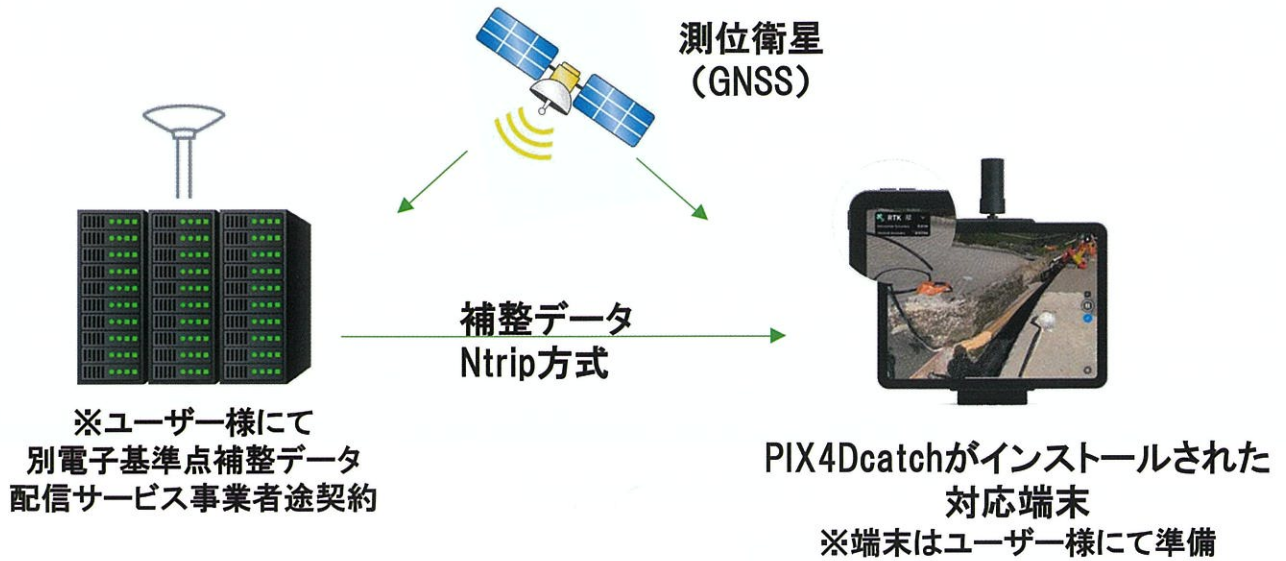 測位衛星
（GNSS）
RTK
補整データ
Ntrip方式
※ユーザー様にて
別電子基準点補整データ
配信サービス事業者途契約
PIX4Dcatchがインストールされた
対応端末
※端末はユーザー様にて準備